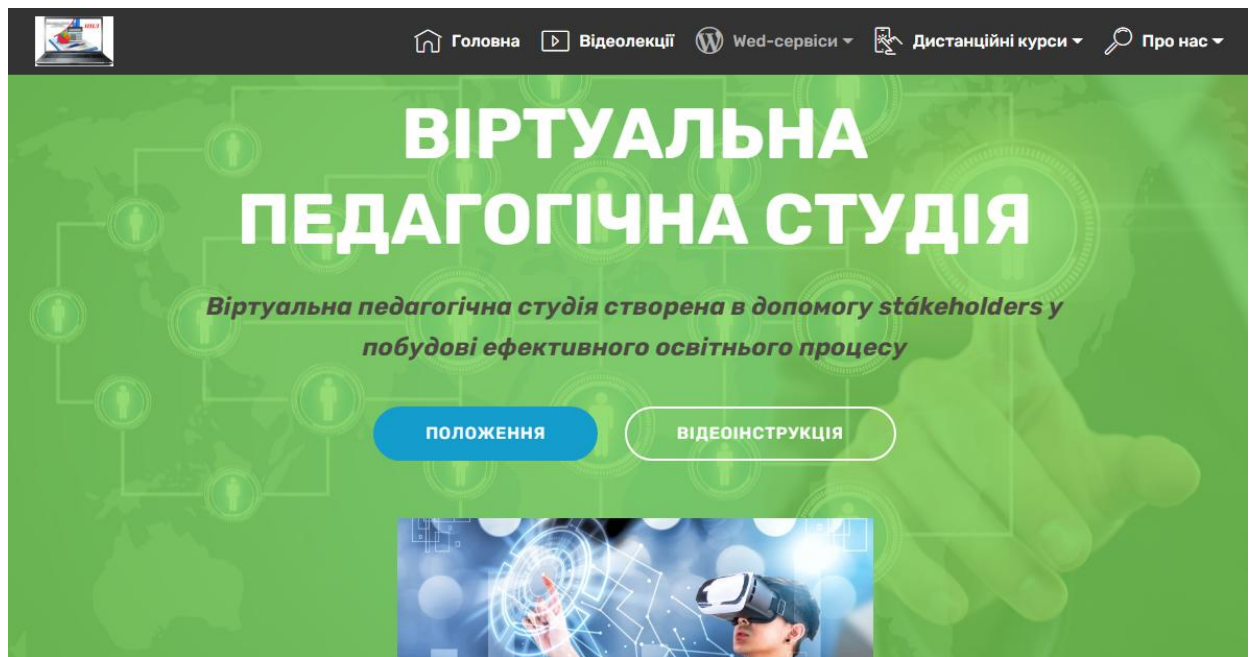 Головна Відеолекції Wed-сервіси Дистанційні курси Про нас
ВІРТУАЛЬНА
ПЕДАГОГІЧНА СТУДІЯ
Віртуальна педагогічна студія створена в допомогу stákeholders у
побудові ефективного освітнього процесу
ПОЛОЖЕННЯ ВІДЕОІНСТРУКЦІЯ